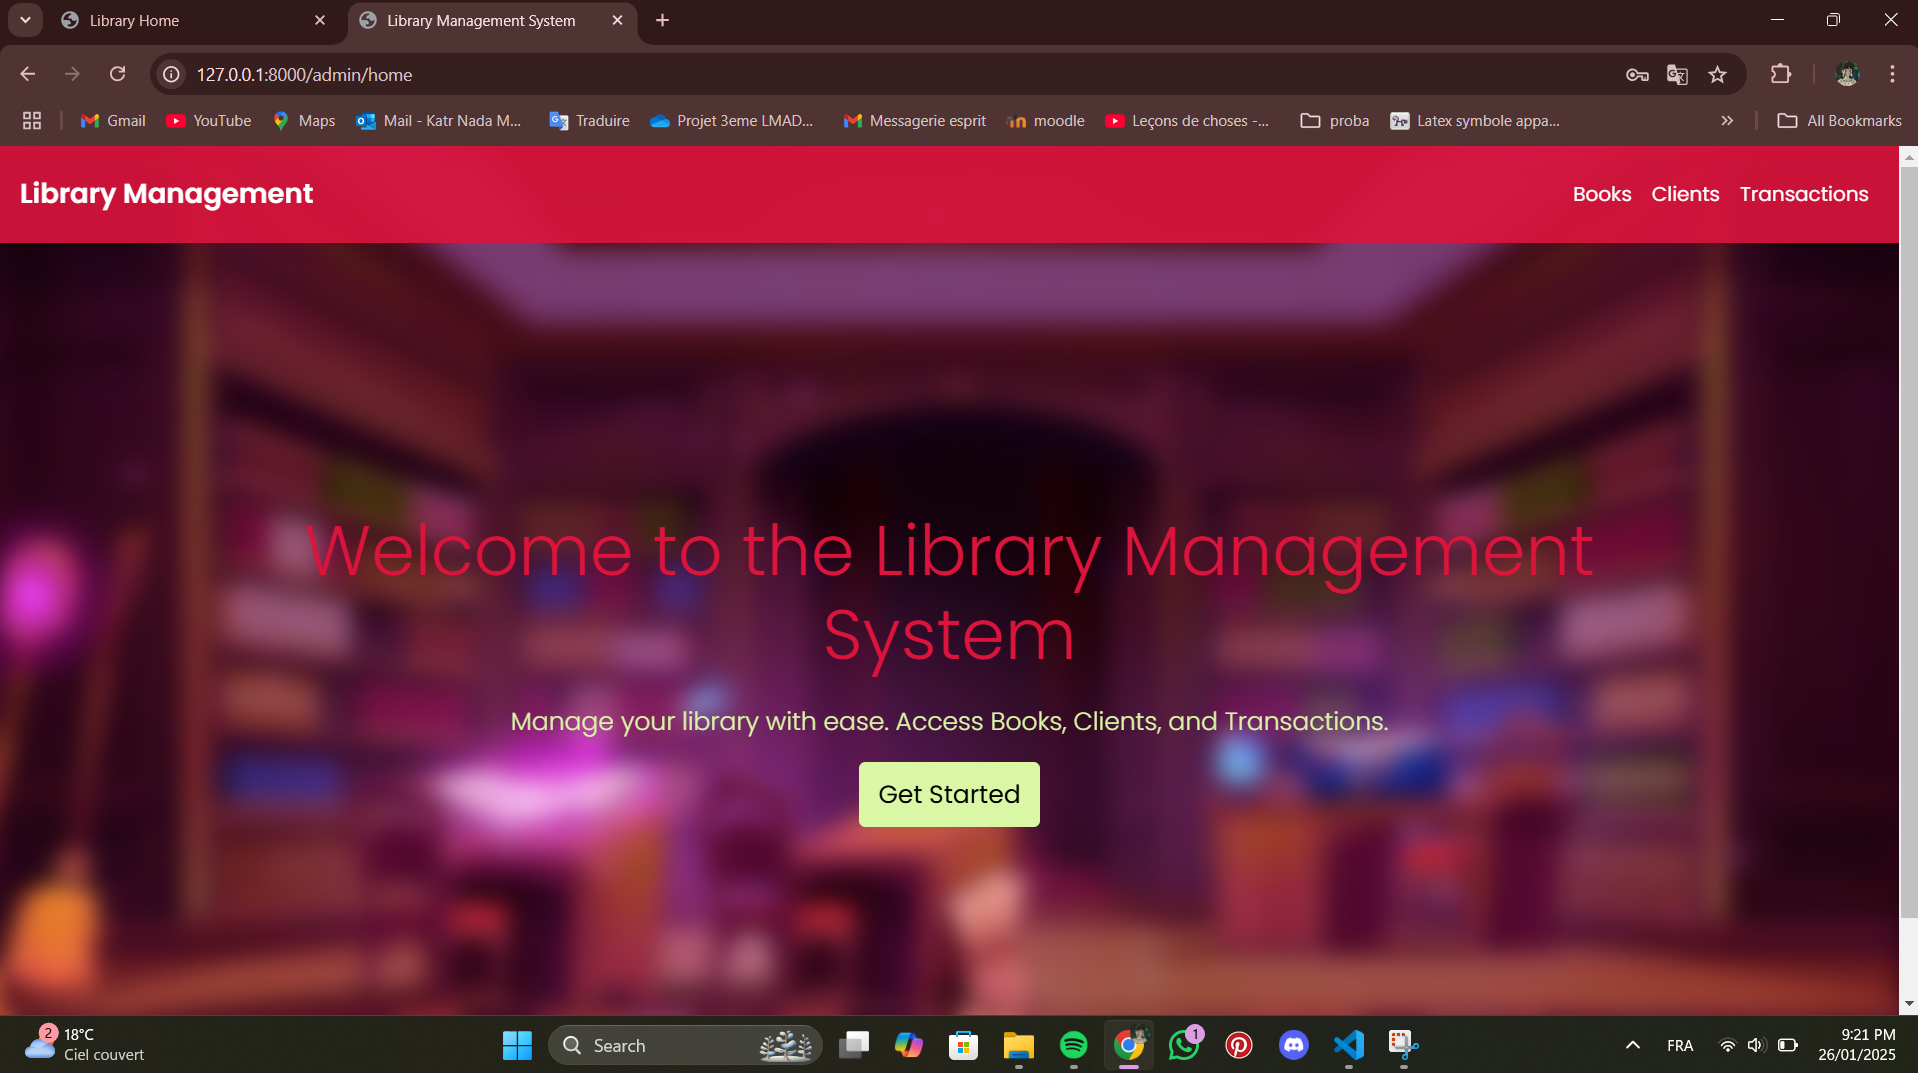 Library Home
Library Management System
127.0.0.1:8000/admin/home
Gmail
YouTube
Maps
Mail - Katr Nada M...
Traduire
Projet 3eme LMAD...
Messagerie esprit
moodle
Leçons de choses -...
proba
Latex symbole appa...
All Bookmarks
Library Management
Books Clients Transactions
Welcome to the Library Management
System
Manage your library with ease. Access Books, Clients, and Transactions.
Get Started
2
18°C
Ciel couvert
Search
1
FRA
9:21 PM
26/01/2025